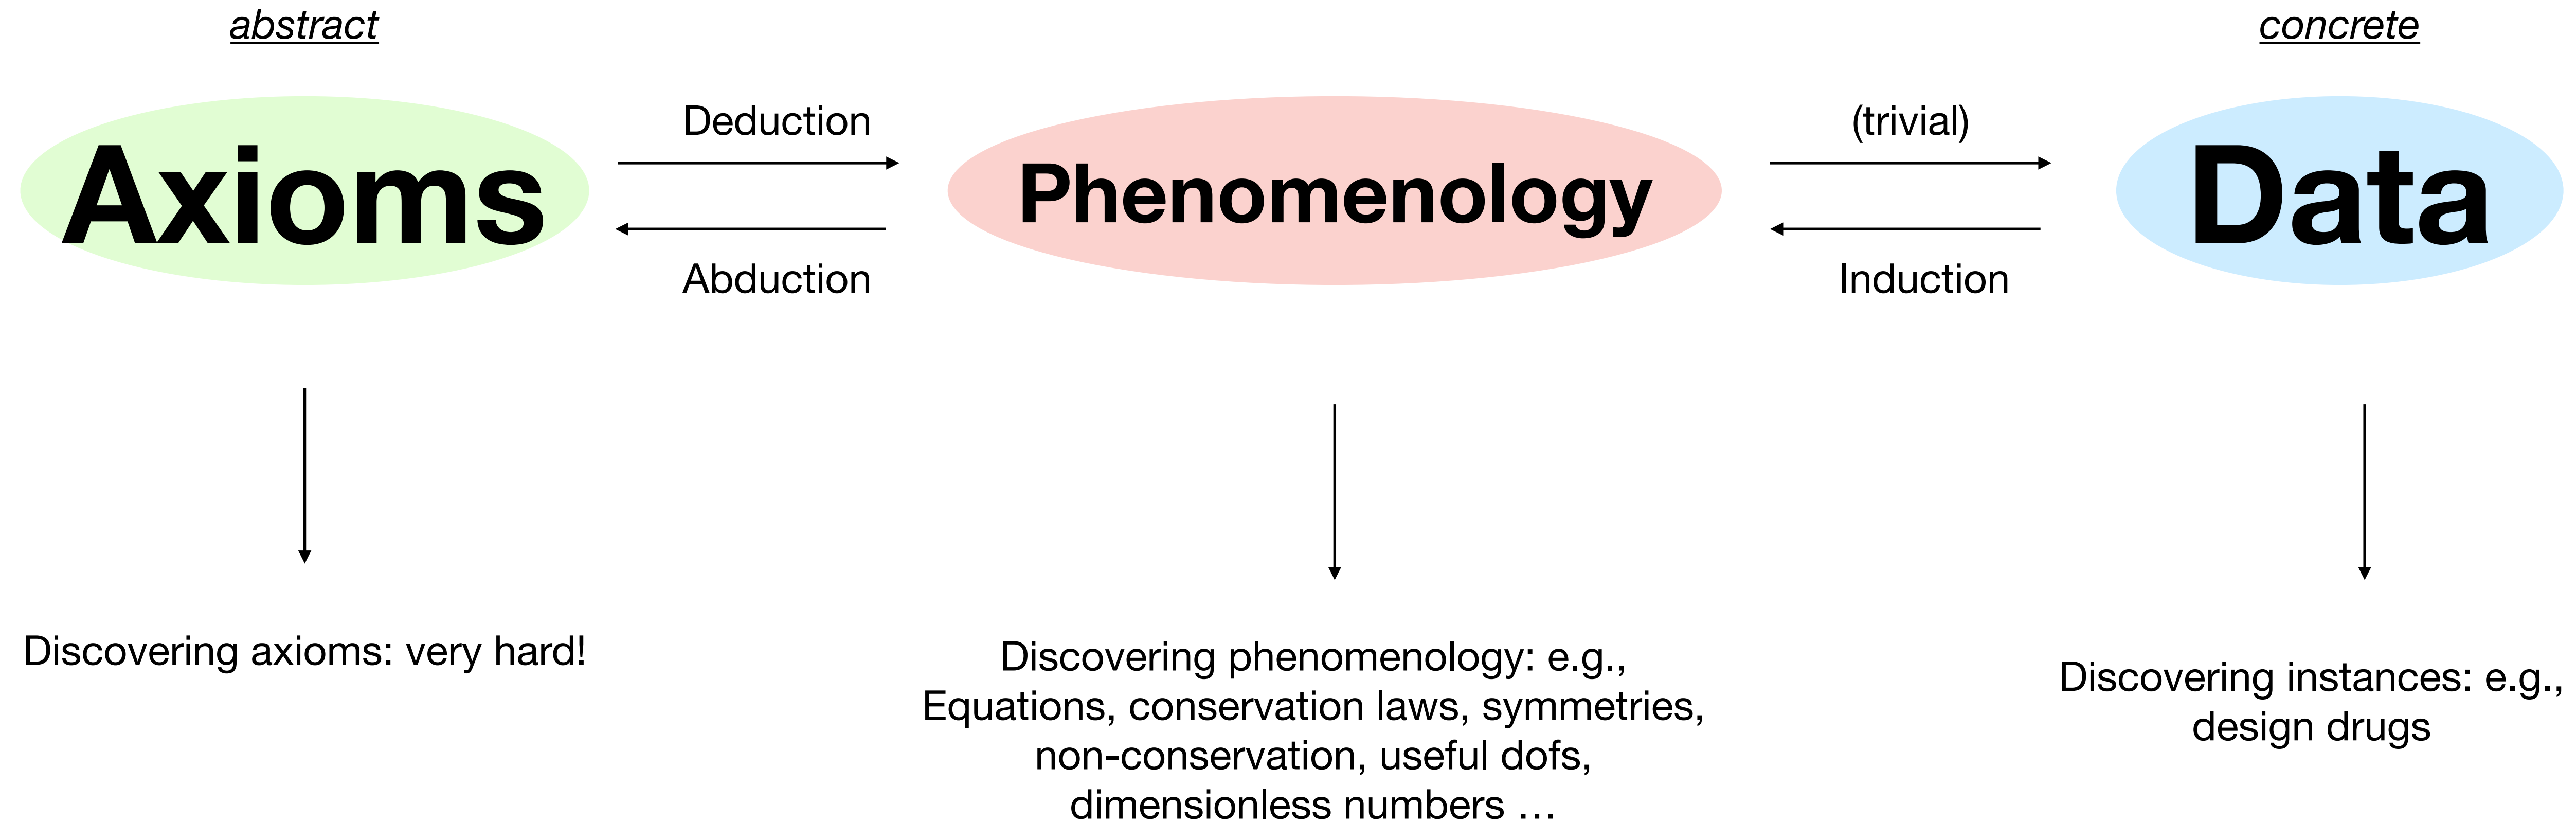 abstract
concrete
Axioms
Deduction
Abduction
Phenomenology
(trivial)
Induction
Data
Discovering axioms: very hard!
Discovering phenomenology: e.g.,
Equations, conservation laws, symmetries,
non-conservation, useful dofs,
dimensionless numbers …
Discovering instances: e.g.,
design drugs